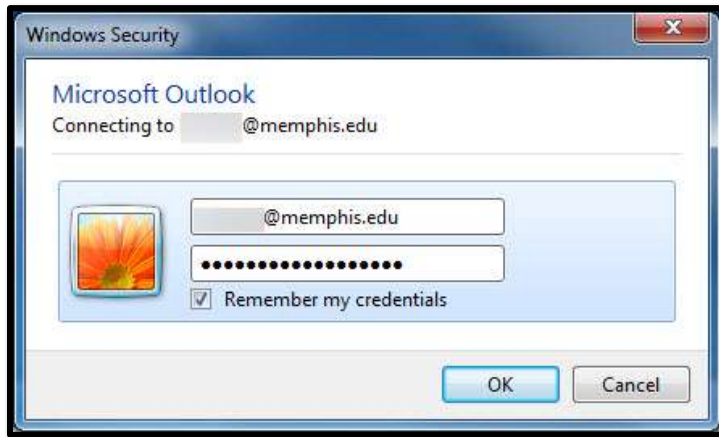 Windows Security
Microsoft Outlook
Connecting to @memphis.edu
@memphis.edu
••••••••••••••••••
Remember my credentials
OK Cancel